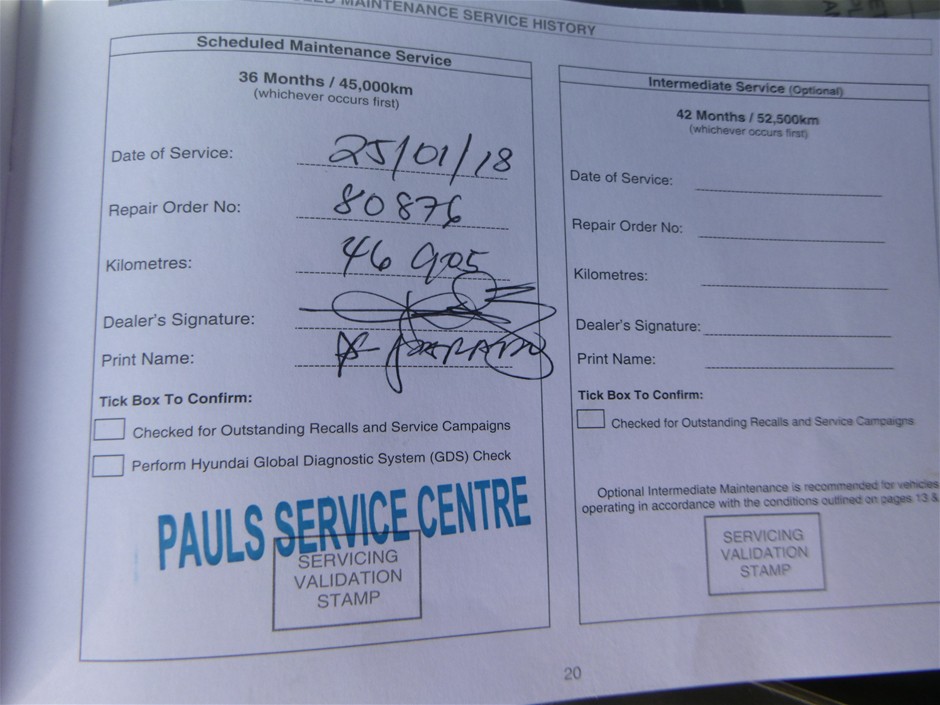 MAINTENANCE SERVICE HISTORY
Scheduled Maintenance Service
36 Months / 45,000km
(whichever occurs first)
Date of Service: 25/01/18
Repair Order No: 80876
Kilometres: 46 905
Dealer's Signature:
Print Name:
Tick Box To Confirm:
Checked for Outstanding Recalls and Service Campaigns
Perform Hyundai Global Diagnostic System (GDS) Check
PAULS SERVICE CENTRE
SERVICING
VALIDATION
STAMP
Intermediate Service (Optional)
42 Months / 52,500km
(whichever occurs first)
Date of Service:
Repair Order No:
Kilometres:
Dealer's Signature:
Print Name:
Tick Box To Confirm:
Checked for Outstanding Recalls and Service Campaigns
Optional Intermediate Maintenance is recommended for vehicles
operating in accordance with the conditions outlined on pages 13 &
SERVICING
VALIDATION
STAMP
20